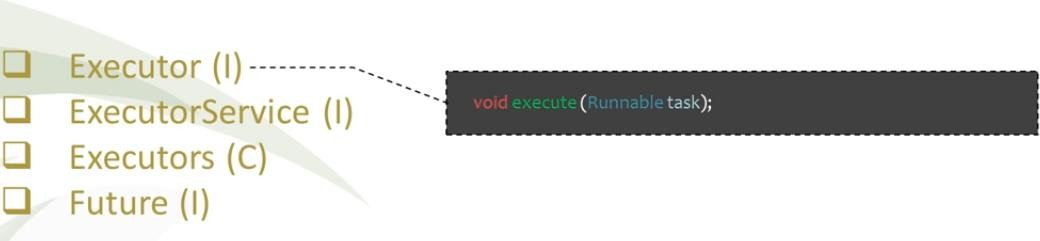 Executor (I)
void execute(Runnable task);
ExecutorService (I)
Executors (C)
Future (I)